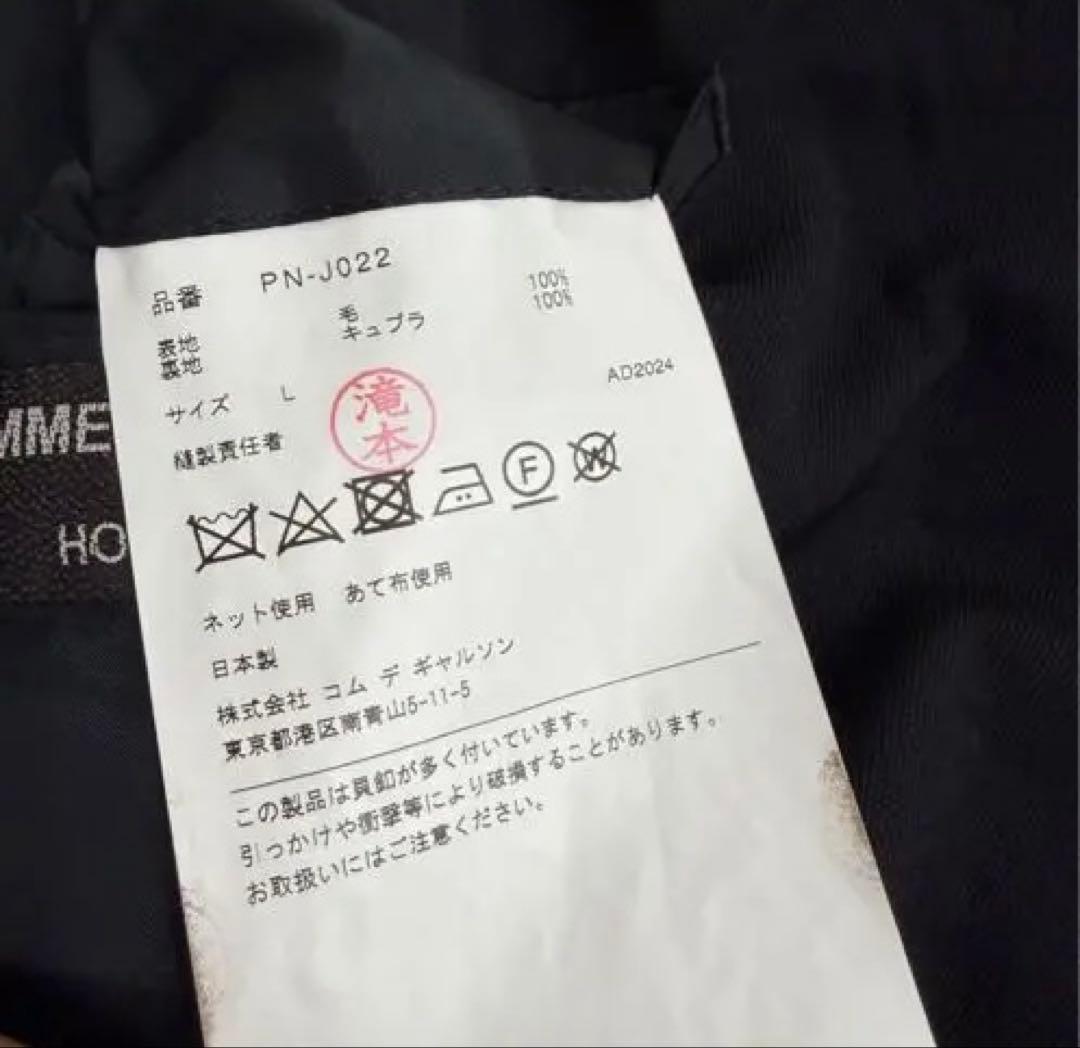 品番 PN-J022
表地 毛 100%
裏地 キュプラ 100%
サイズ L
AD2024
縫製責任者 滝本
F W
ネット使用 あて布使用
日本製
株式会社 コム デ ギャルソン
東京都港区南青山5-11-5
この製品は貝釦が多く付いています。
引っかけや衝撃等により破損することがあります。
お取扱いにはご注意ください。
MME
HO